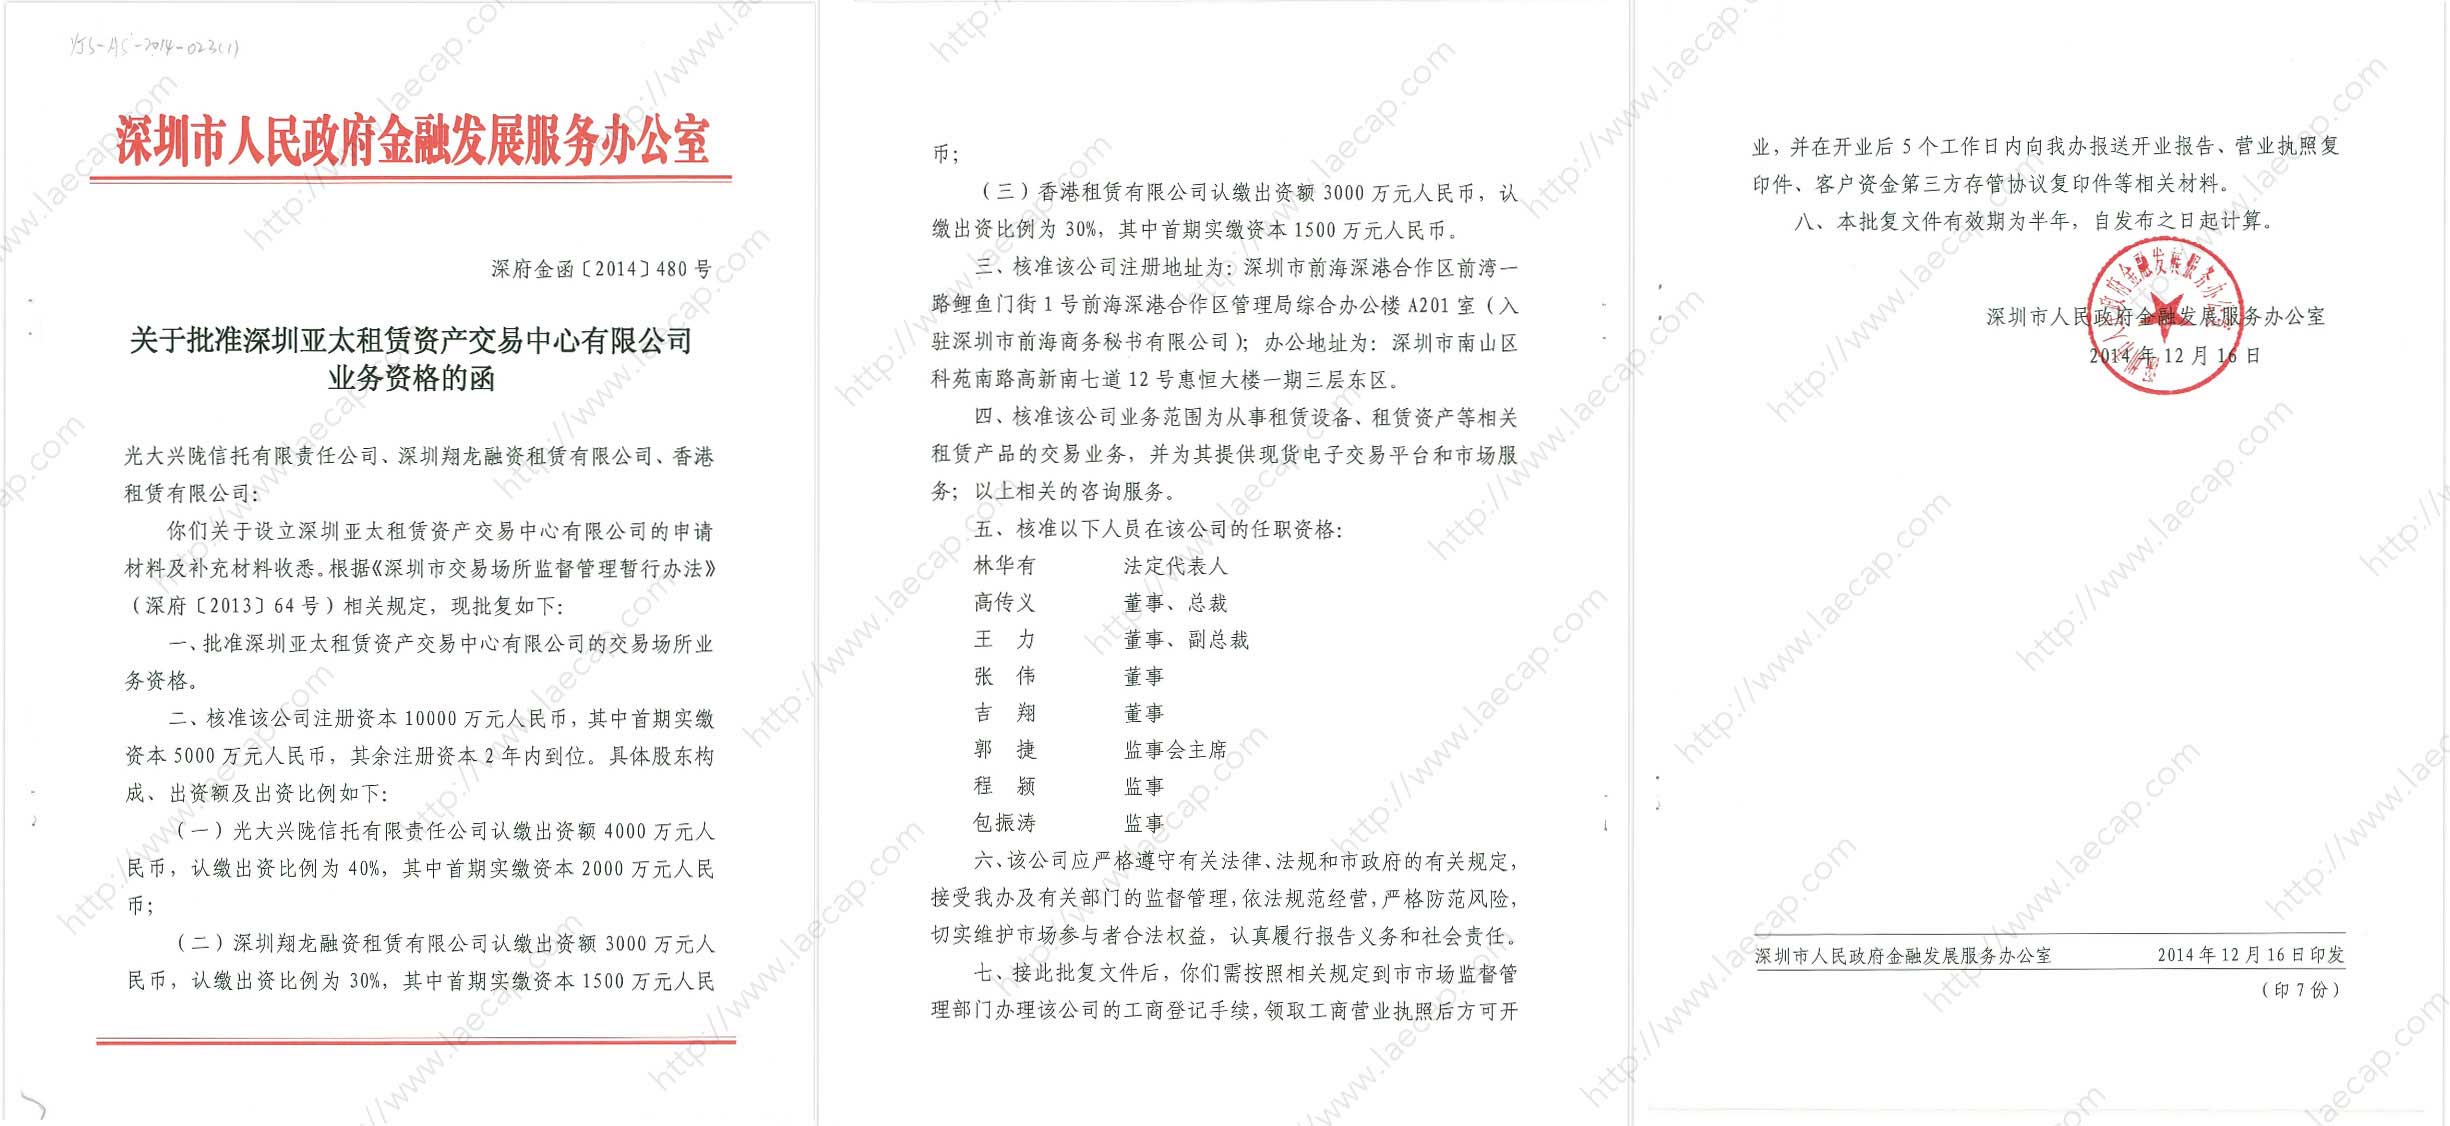 YJS-AS-2014-023(1)
深圳市人民政府金融发展服务办公室
深府金函〔2014〕480 号
关于批准深圳亚太租赁资产交易中心有限公司
业务资格的函
光大兴陇信托有限责任公司、深圳翔龙融资租赁有限公司、香港
租赁有限公司：
你们关于设立深圳亚太租赁资产交易中心有限公司的申请
材料及补充材料收悉。根据《深圳市交易场所监督管理暂行办法》
（深府〔2013〕64 号）相关规定，现批复如下：
一、批准深圳亚太租赁资产交易中心有限公司的交易场所业
务资格。
二、核准该公司注册资本 10000 万元人民币，其中首期实缴
资本 5000 万元人民币，其余注册资本 2 年内到位。具体股东构
成、出资额及出资比例如下：
（一）光大兴陇信托有限责任公司认缴出资额 4000 万元人
民币，认缴出资比例为 40%，其中首期实缴资本 2000 万元人民
币；
（二）深圳翔龙融资租赁有限公司认缴出资额 3000 万元人
民币，认缴出资比例为 30%，其中首期实缴资本 1500 万元人民
币；
（三）香港租赁有限公司认缴出资额 3000 万元人民币，认
缴出资比例为 30%，其中首期实缴资本 1500 万元人民币。
三、核准该公司注册地址为：深圳市前海深港合作区前湾一
路鲤鱼门街 1 号前海深港合作区管理局综合办公楼 A201 室（入
驻深圳市前海商务秘书有限公司）；办公地址为：深圳市南山区
科苑南路高新南七道 12 号惠恒大楼一期三层东区。
四、核准该公司业务范围为从事租赁设备、租赁资产等相关
租赁产品的交易业务，并为其提供现货电子交易平台和市场服
务；以上相关的咨询服务。
五、核准以下人员在该公司的任职资格：
林华有 法定代表人
高传义 董事、总裁
王 力 董事、副总裁
张 伟 董事
吉 翔 董事
郭 捷 监事会主席
程 颍 监事
包振涛 监事
六、该公司应严格遵守有关法律、法规和市政府的有关规定，
接受我办及有关部门的监督管理，依法规范经营，严格防范风险，
切实维护市场参与者合法权益，认真履行报告义务和社会责任。
七、接此批复文件后，你们需按照相关规定到市市场监督管
理部门办理该公司的工商登记手续，领取工商营业执照后方可开
业，并在开业后 5 个工作日内向我办报送开业报告、营业执照复
印件、客户资金第三方存管协议复印件等相关材料。
八、本批复文件有效期为半年，自发布之日起计算。
深圳市人民政府金融发展服务办公室
2014 年 12 月 16 日
深圳市人民政府金融发展服务办公室 2014 年 12 月 16 日印发
（印 7 份）
http://www.laecap.com